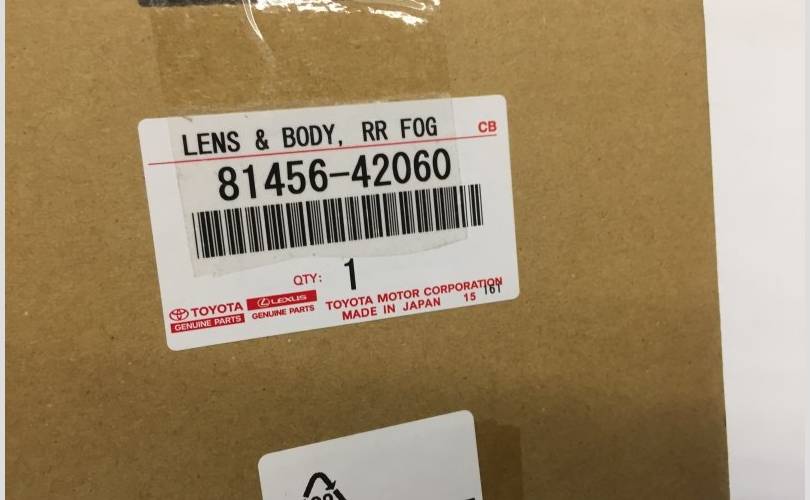 LENS & BODY, RR FOG CB
81456-42060
QTY: 1
TOYOTA LEXUS TOYOTA MOTOR CORPORATION
GENUINE PARTS GENUINE PARTS MADE IN JAPAN 15 161